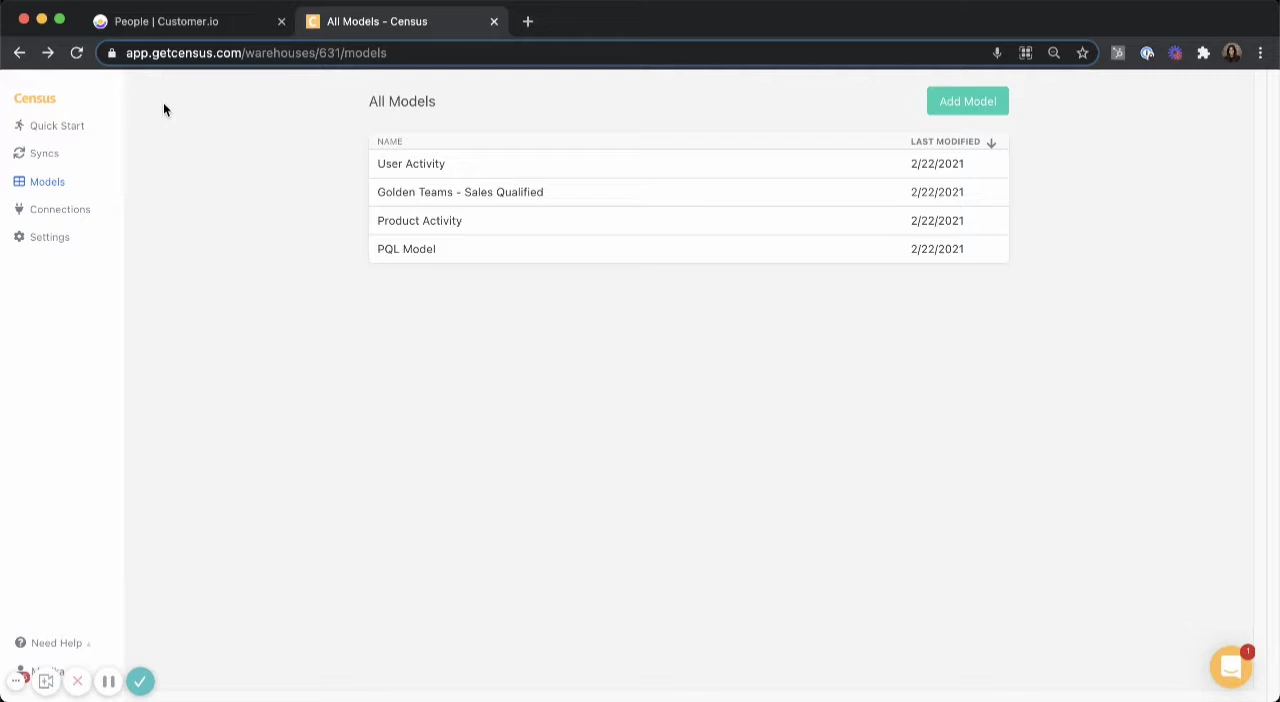 People | Customer.io
All Models - Census
app.getcensus.com/warehouses/631/models
Census
Quick Start
Syncs
Models
Connections
Settings
All Models
Add Model
NAME LAST MODIFIED
User Activity 2/22/2021
Golden Teams - Sales Qualified 2/22/2021
Product Activity 2/22/2021
PQL Model 2/22/2021
Need Help
1